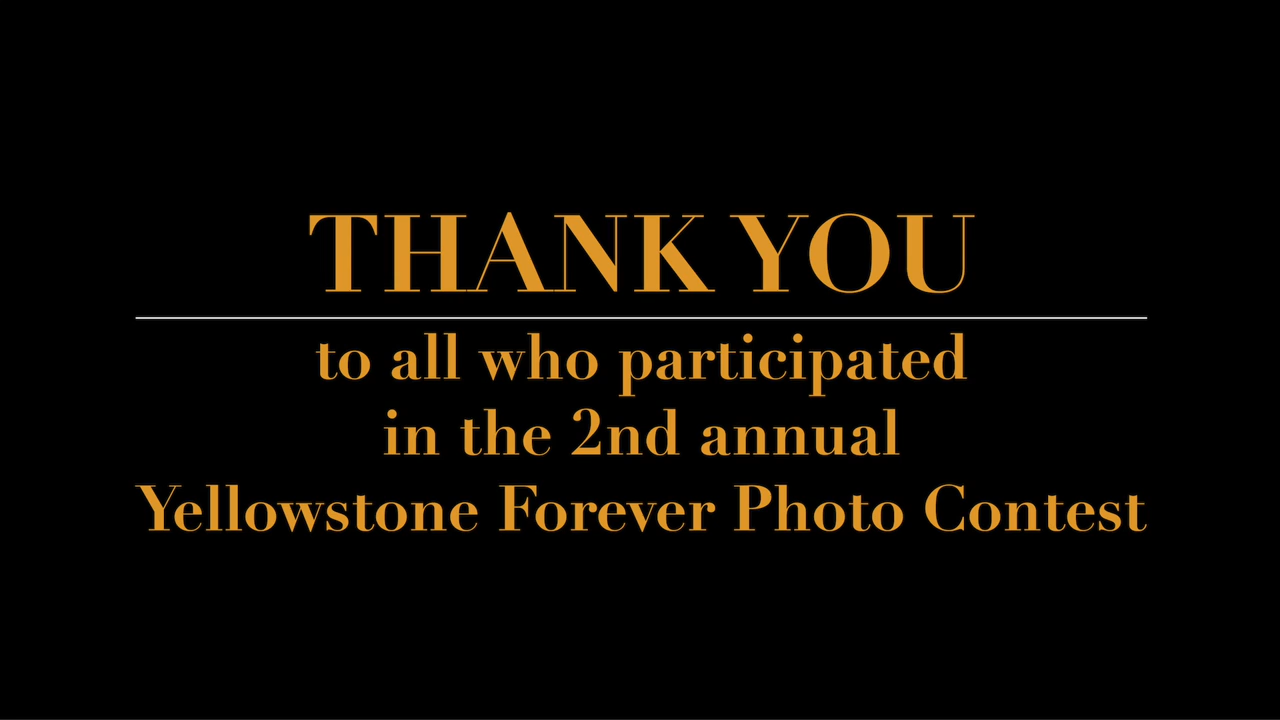 THANK YOU
to all who participated
in the 2nd annual
Yellowstone Forever Photo Contest